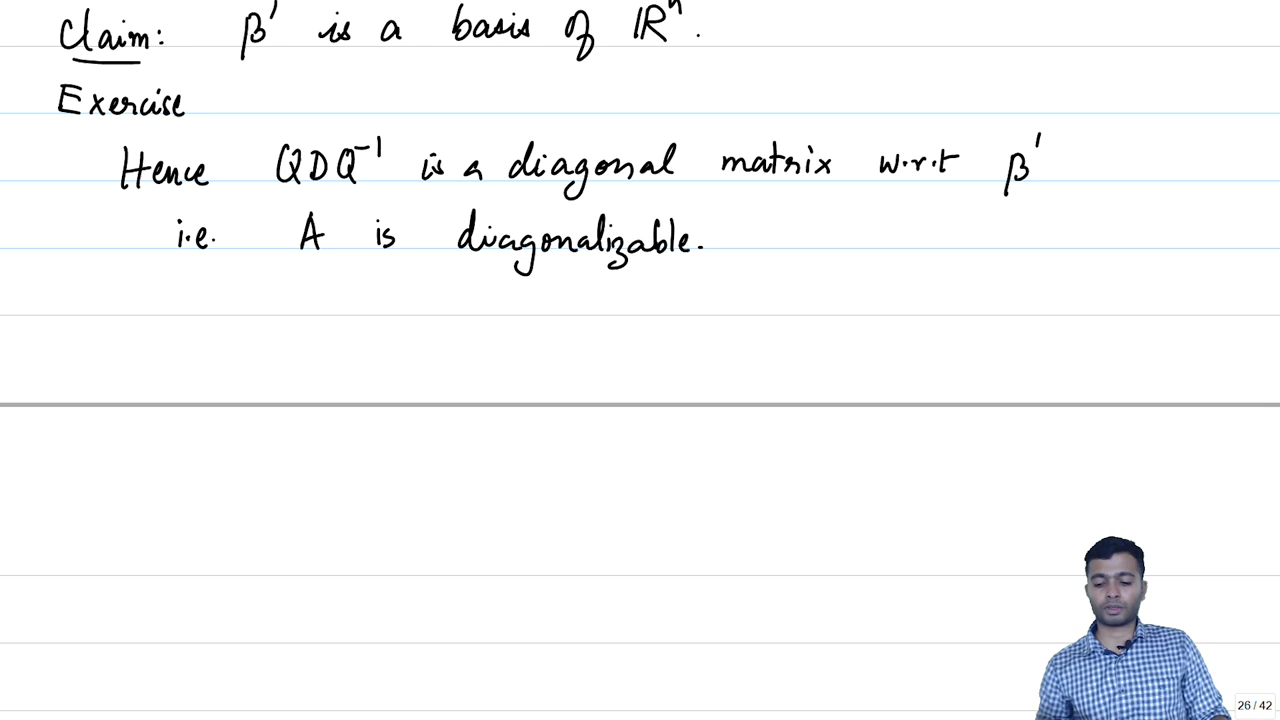 Claim: β' is a basis of ℝⁿ.
Exercise
Hence QDQ⁻¹ is a diagonal matrix w.r.t β'
i.e. A is diagonalizable.
26 / 42